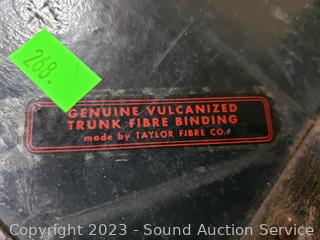 268.
GENUINE VULCANIZED
TRUNK FIBRE BINDING
made by TAYLOR FIBRE CO.
Copyright 2023 - Sound Auction Service